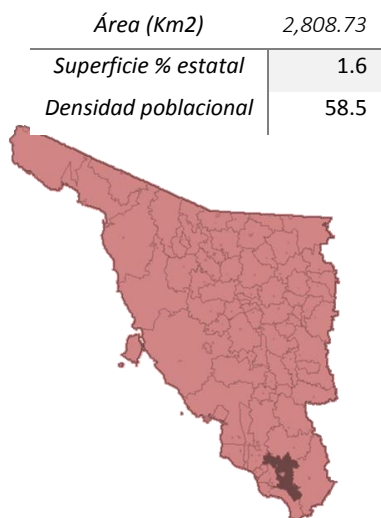 Área (Km2) 2,808.73
Superficie % estatal 1.6
Densidad poblacional 58.5